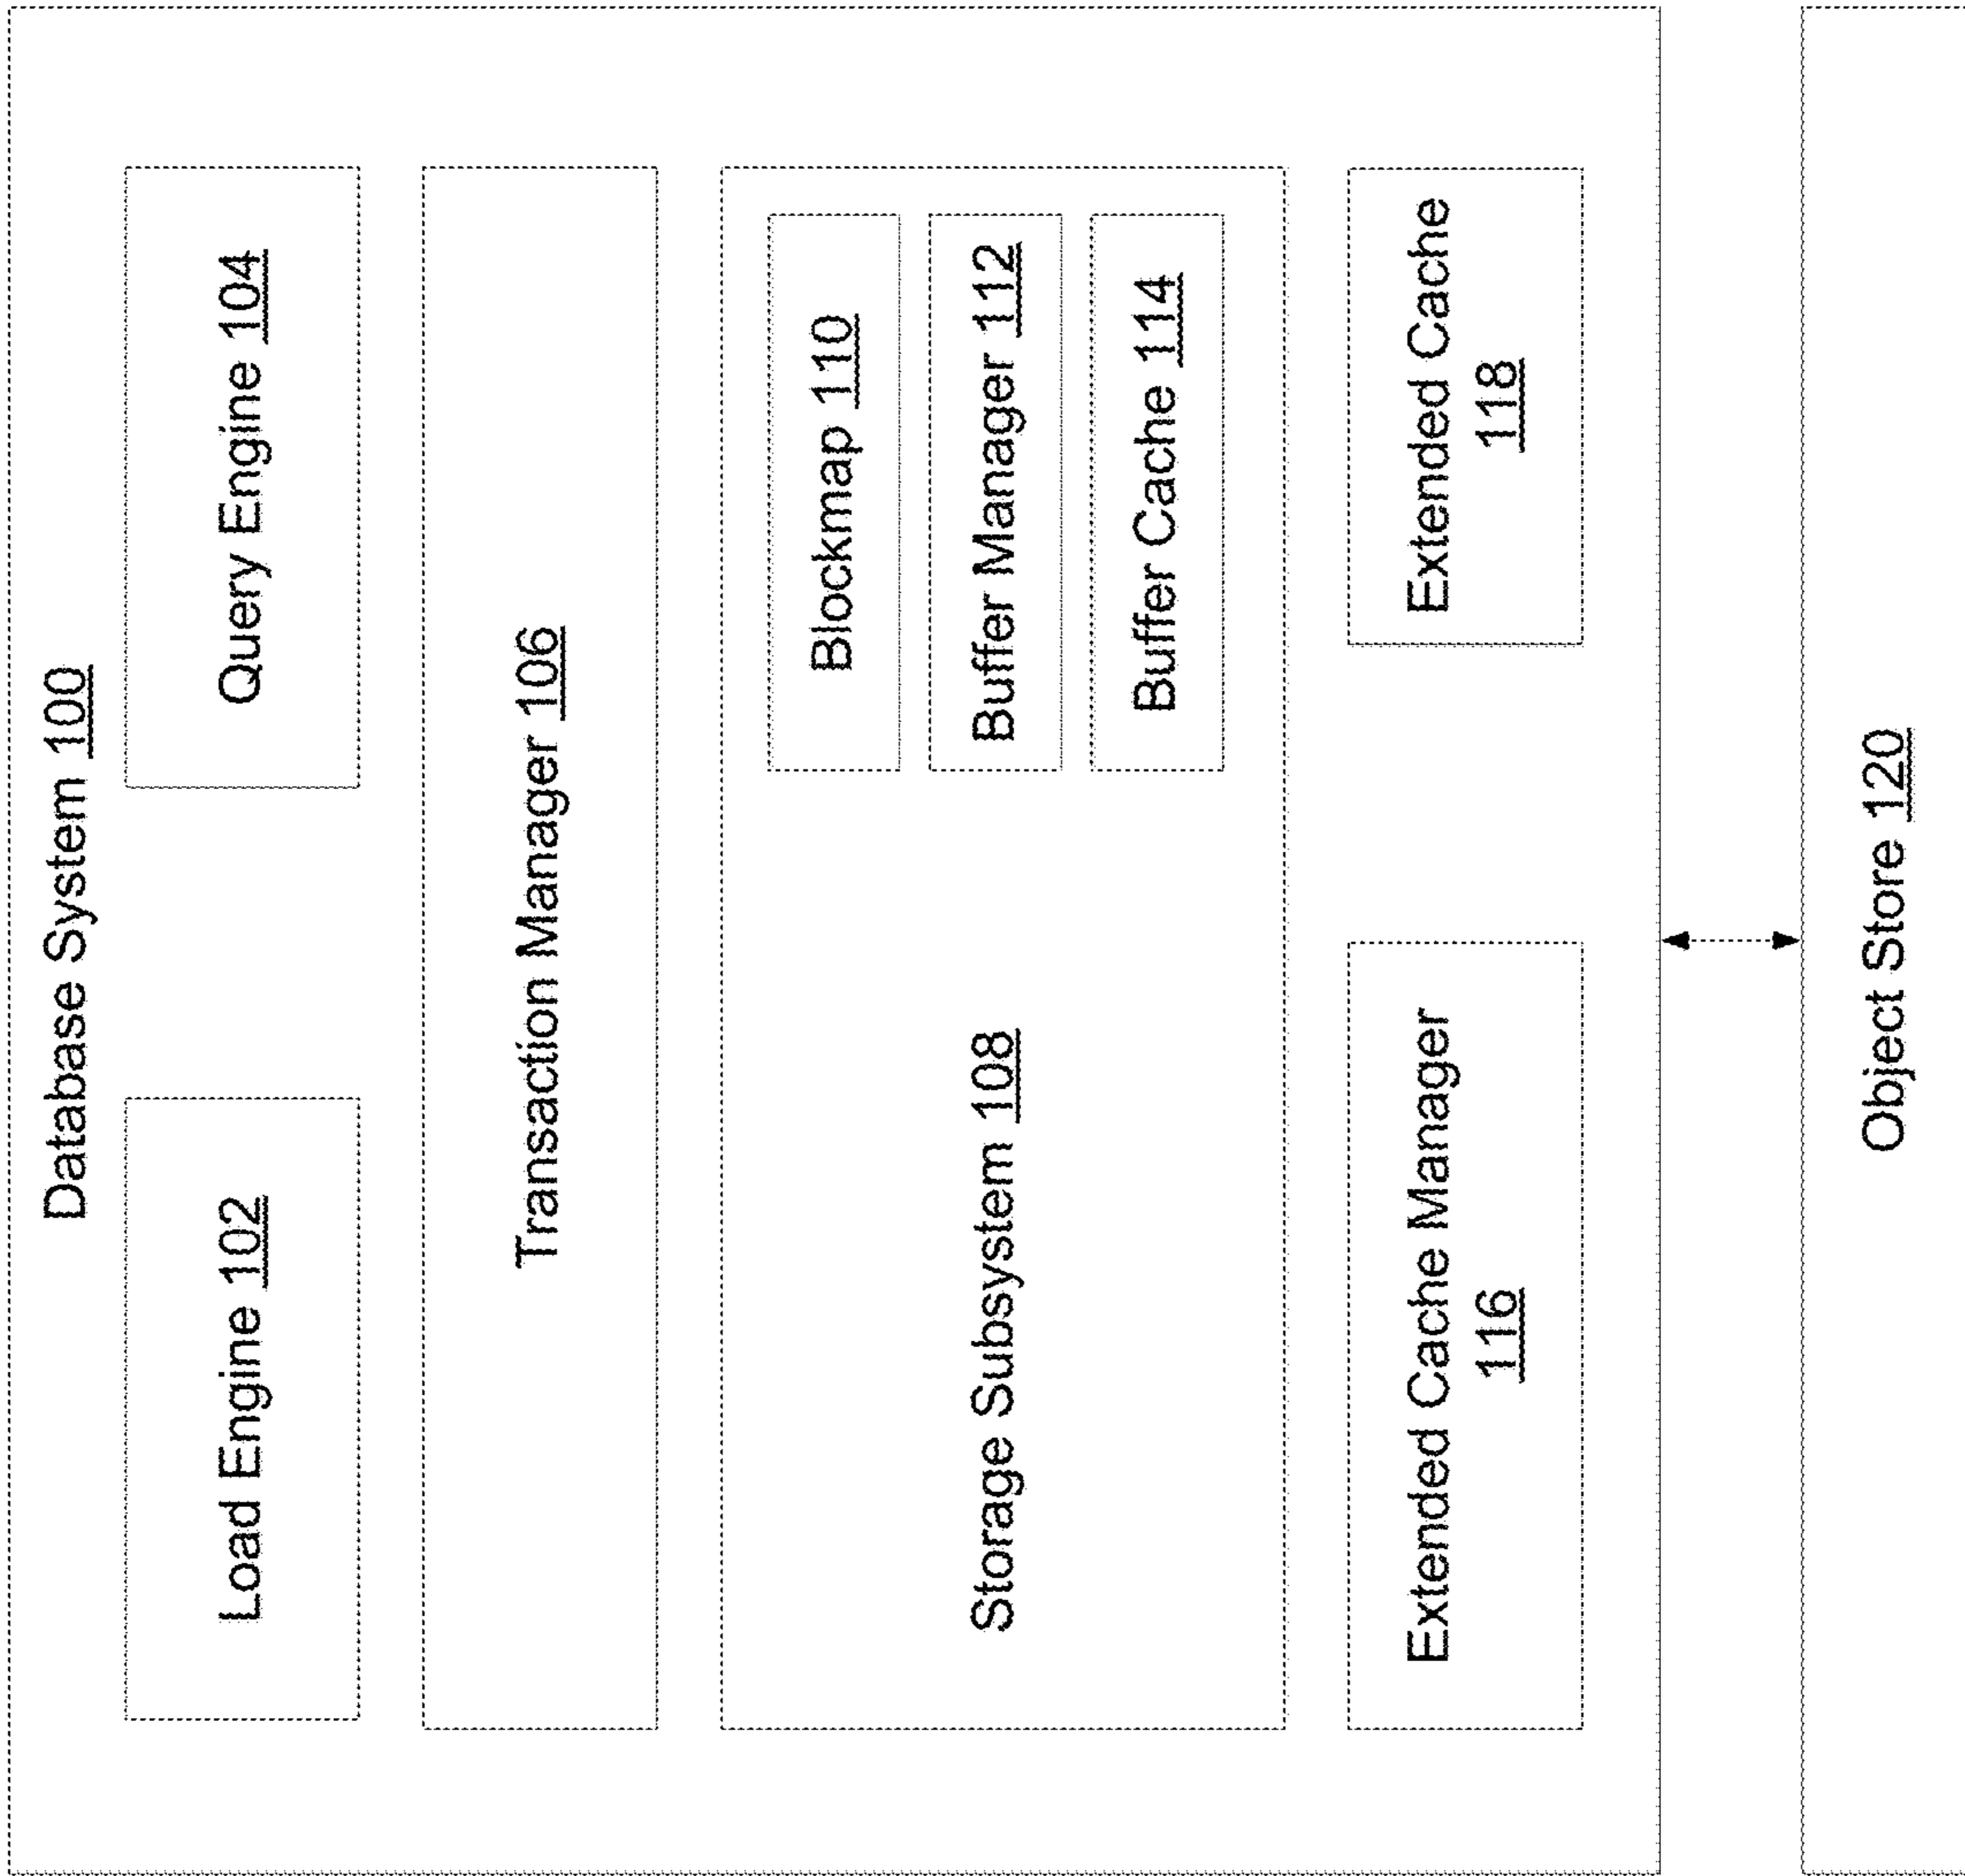 Database System 100
Load Engine 102
Query Engine 104
Transaction Manager 106
Storage Subsystem 108
Blockmap 110
Buffer Manager 112
Buffer Cache 114
Extended Cache Manager
116
Extended Cache
118
Object Store 120